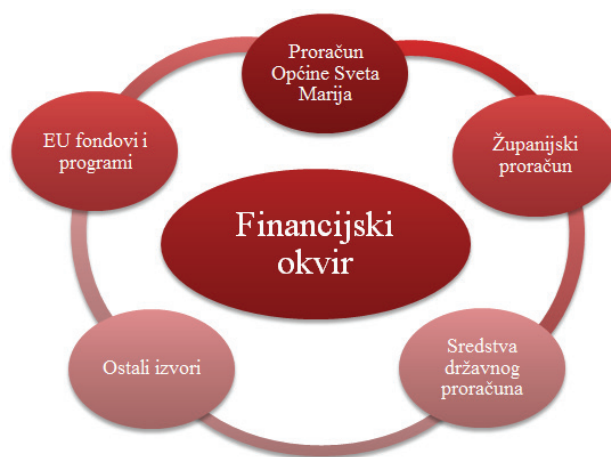 Proračun
Općine Sveta
Marija
Županijski
proračun
Sredstva
državnog
proračuna
Ostali izvori
EU fondovi i
programi
Financijski
okvir